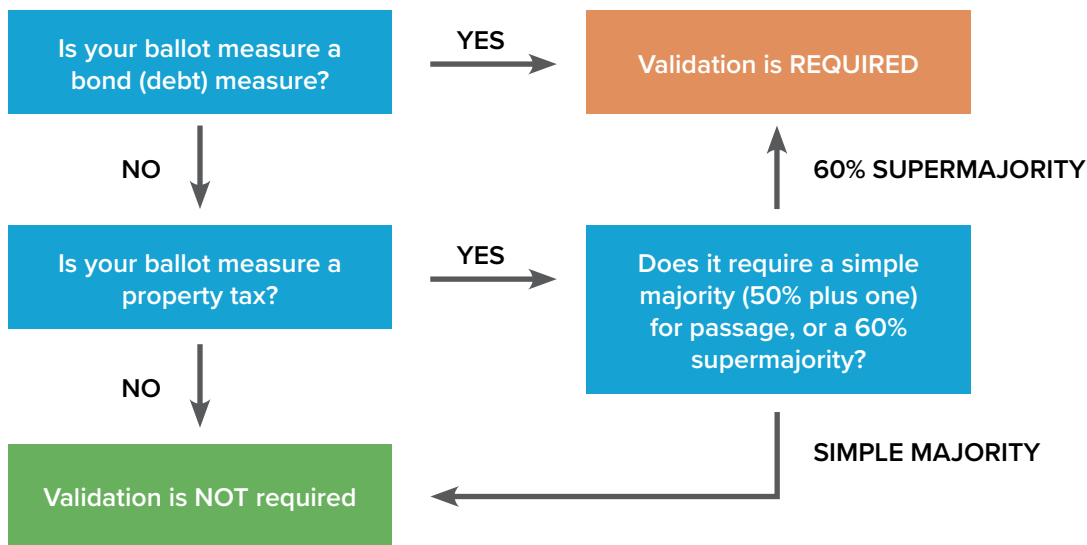 Is your ballot measure a
bond (debt) measure?
YES
Validation is REQUIRED
NO
60% SUPERMAJORITY
Is your ballot measure a
property tax?
YES
Does it require a simple
majority (50% plus one)
for passage, or a 60%
supermajority?
NO
SIMPLE MAJORITY
Validation is NOT required